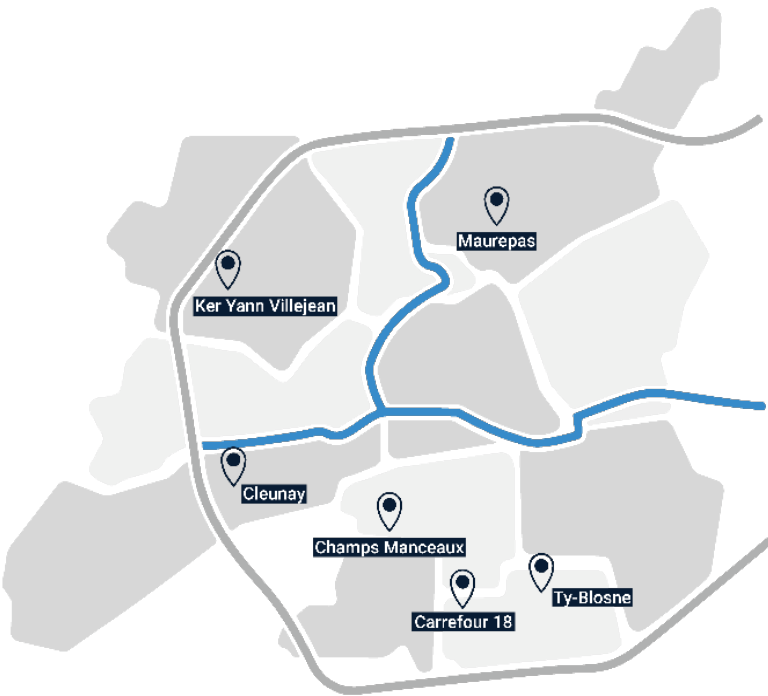 Maurepas
Ker Yann Villejean
Cleunay
Champs Manceaux
Ty-Blosne
Carrefour 18